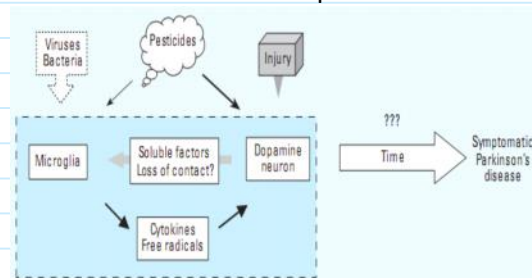 Viruses
Bacteria
Pesticides
Injury
Microglia
Soluble factors
Loss of contact?
Dopamine
neuron
Cytokines
Free radicals
???
Time
Symptomatic
Parkinson's
disease